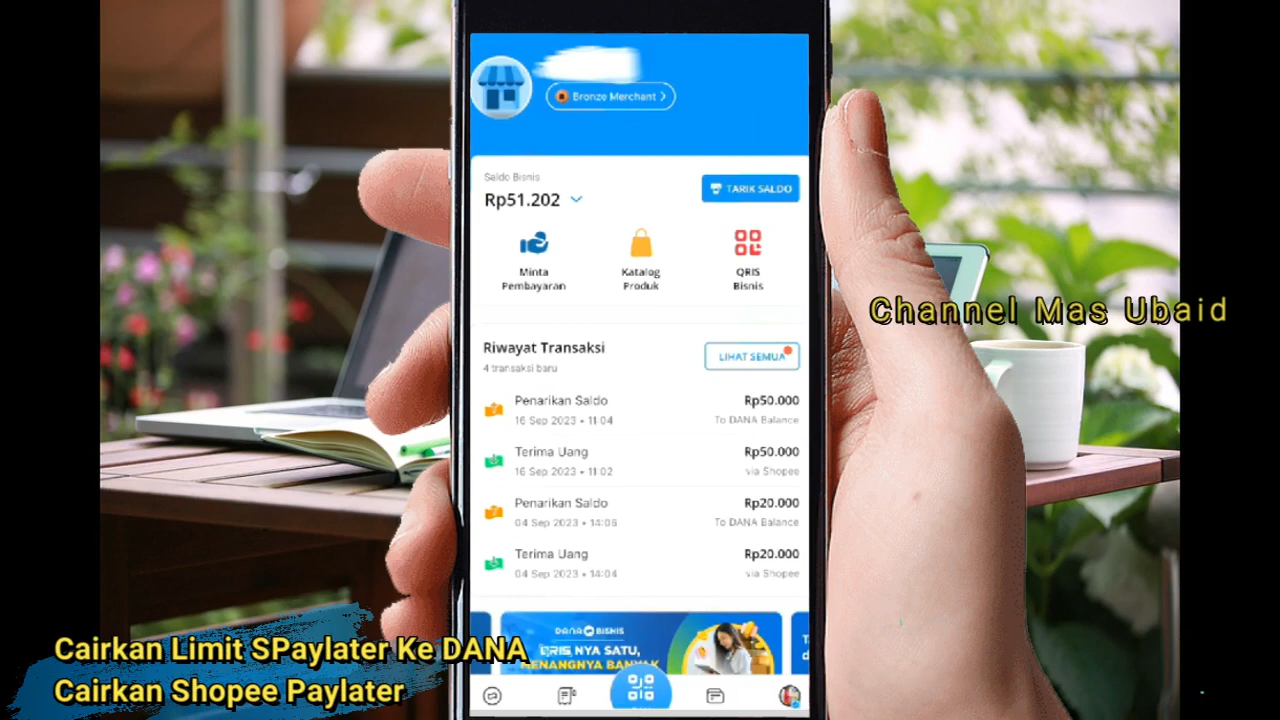 Bronze Merchant
Saldo Bisnis
Rp51.202
TARIK SALDO
Minta
Pembayaran
Katalog
Produk
QRIS
Bisnis
Riwayat Transaksi
4 transaksi baru
LIHAT SEMUA
Penarikan Saldo
Rp50.000
16 Sep 2023 • 11:04
To DANA Balance
Terima Uang
Rp50.000
16 Sep 2023 • 11:02
via Shopee
Penarikan Saldo
Rp20.000
04 Sep 2023 • 14:06
To DANA Balance
Terima Uang
Rp20.000
04 Sep 2023 • 14:04
via Shopee
DANA BISNIS
QRIS NYA SATU,
MENANGNYA BANYAK
Channel Mas Ubaid
Cairkan Limit SPaylater Ke DANA
Cairkan Shopee Paylater